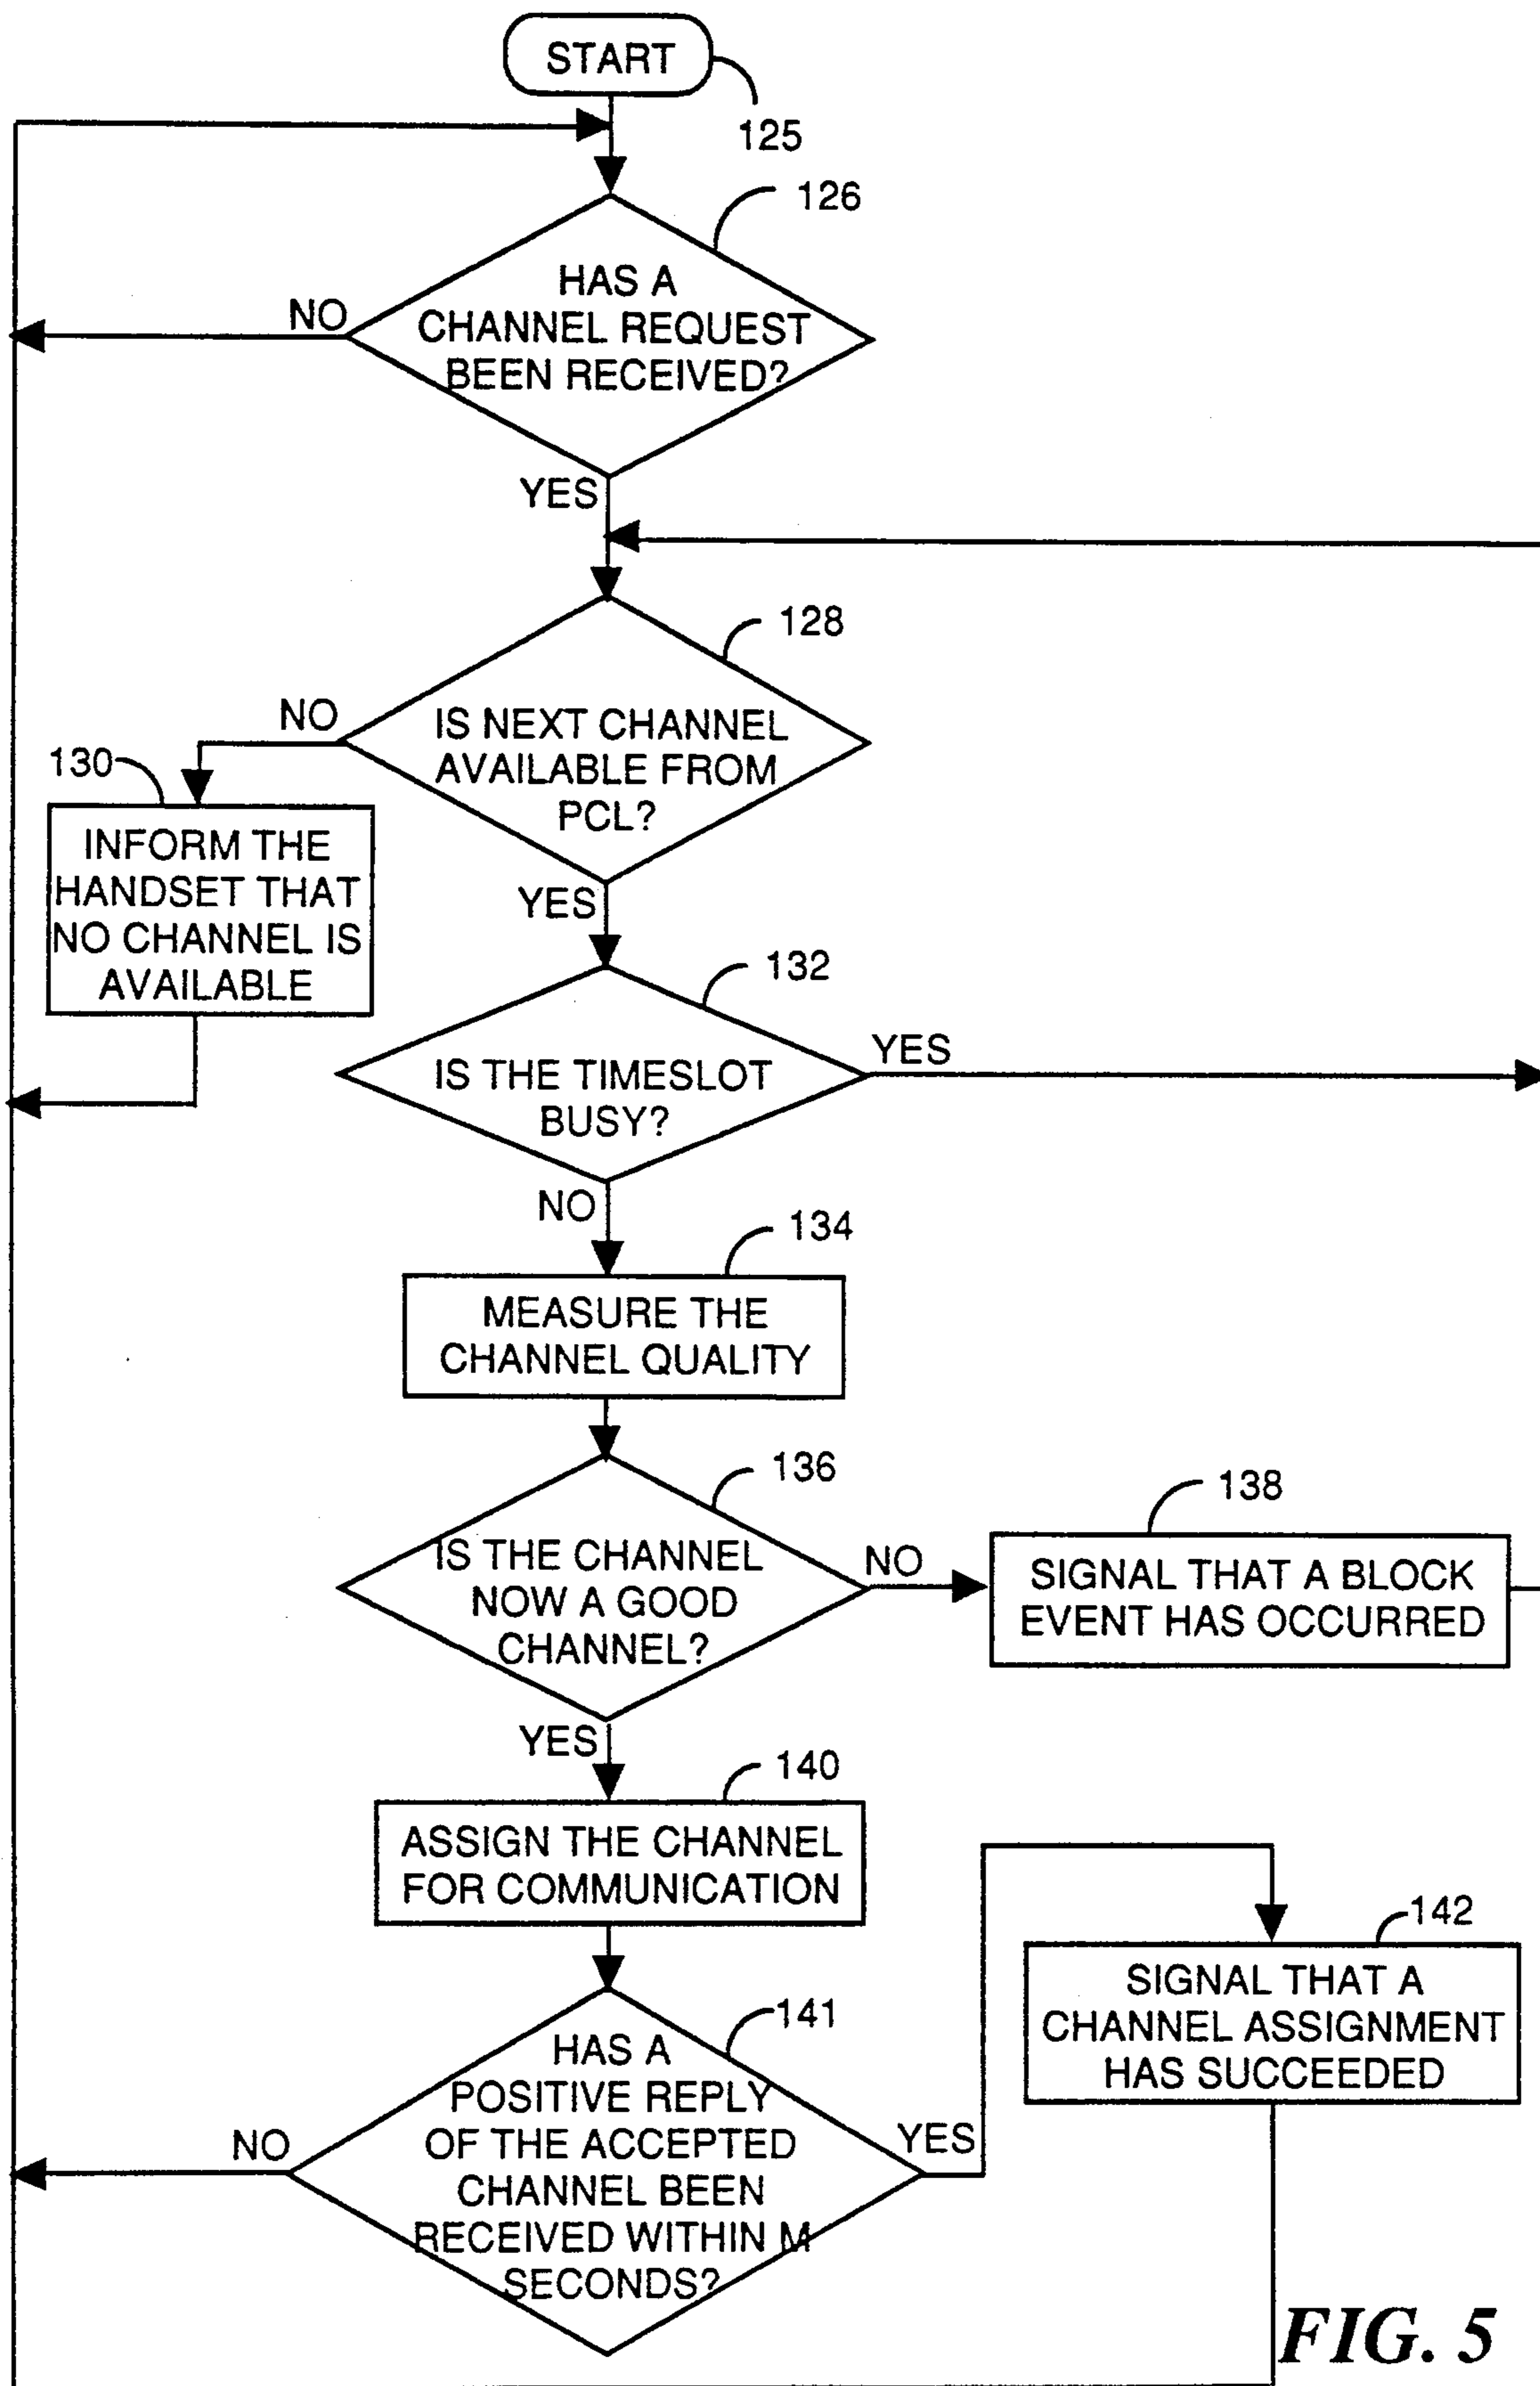 START
125
126
HAS A
CHANNEL REQUEST
BEEN RECEIVED?
NO
YES
128
IS NEXT CHANNEL
AVAILABLE FROM
PCL?
NO
130
INFORM THE
HANDSET THAT
NO CHANNEL IS
AVAILABLE
YES
132
IS THE TIMESLOT
BUSY?
YES
NO
134
MEASURE THE
CHANNEL QUALITY
136
IS THE CHANNEL
NOW A GOOD
CHANNEL?
NO
138
SIGNAL THAT A BLOCK
EVENT HAS OCCURRED
YES
140
ASSIGN THE CHANNEL
FOR COMMUNICATION
141
HAS A
POSITIVE REPLY
OF THE ACCEPTED
CHANNEL BEEN
RECEIVED WITHIN M
SECONDS?
NO
YES
142
SIGNAL THAT A
CHANNEL ASSIGNMENT
HAS SUCCEEDED
FIG. 5